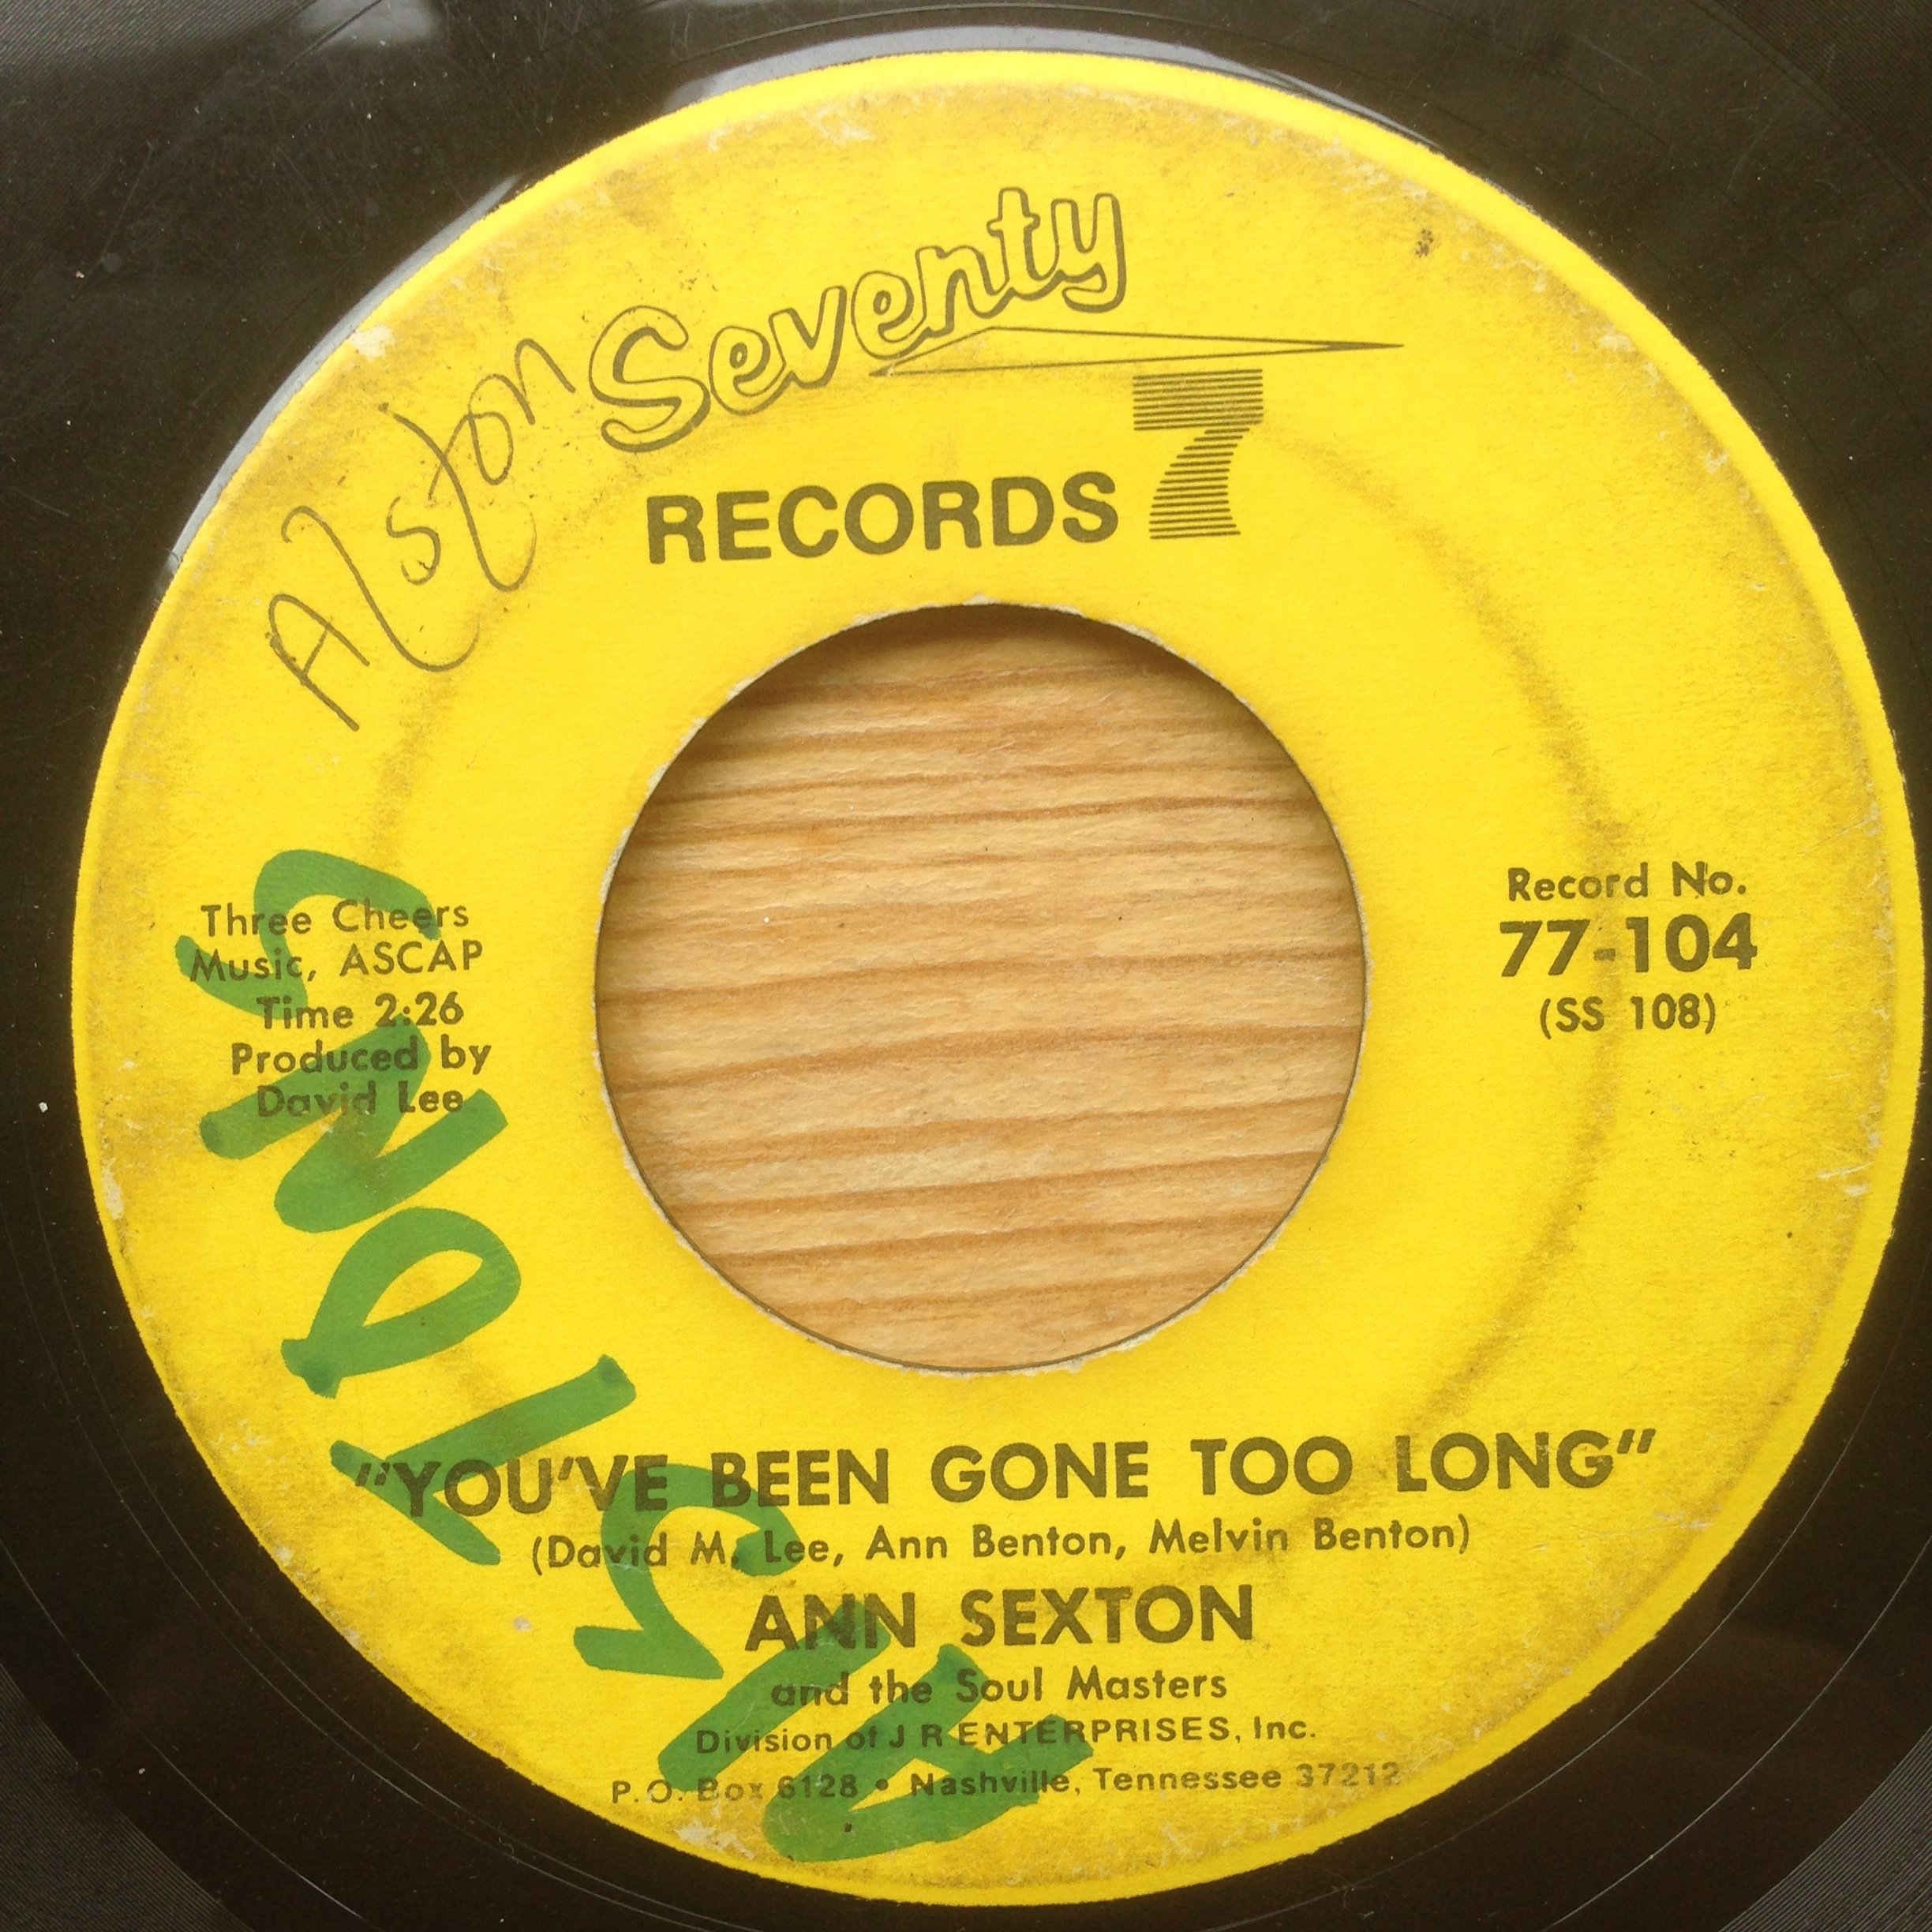 Alston
Seventy
7
RECORDS
Three Cheers
Music, ASCAP
Time 2:26
Produced by
David Lee
Record No.
77-104
(SS 108)
"YOU'VE BEEN GONE TOO LONG"
(David M. Lee, Ann Benton, Melvin Benton)
ANN SEXTON
and the Soul Masters
Division of J R ENTERPRISES, Inc.
P.O. Box 6128 • Nashville, Tennessee 37212